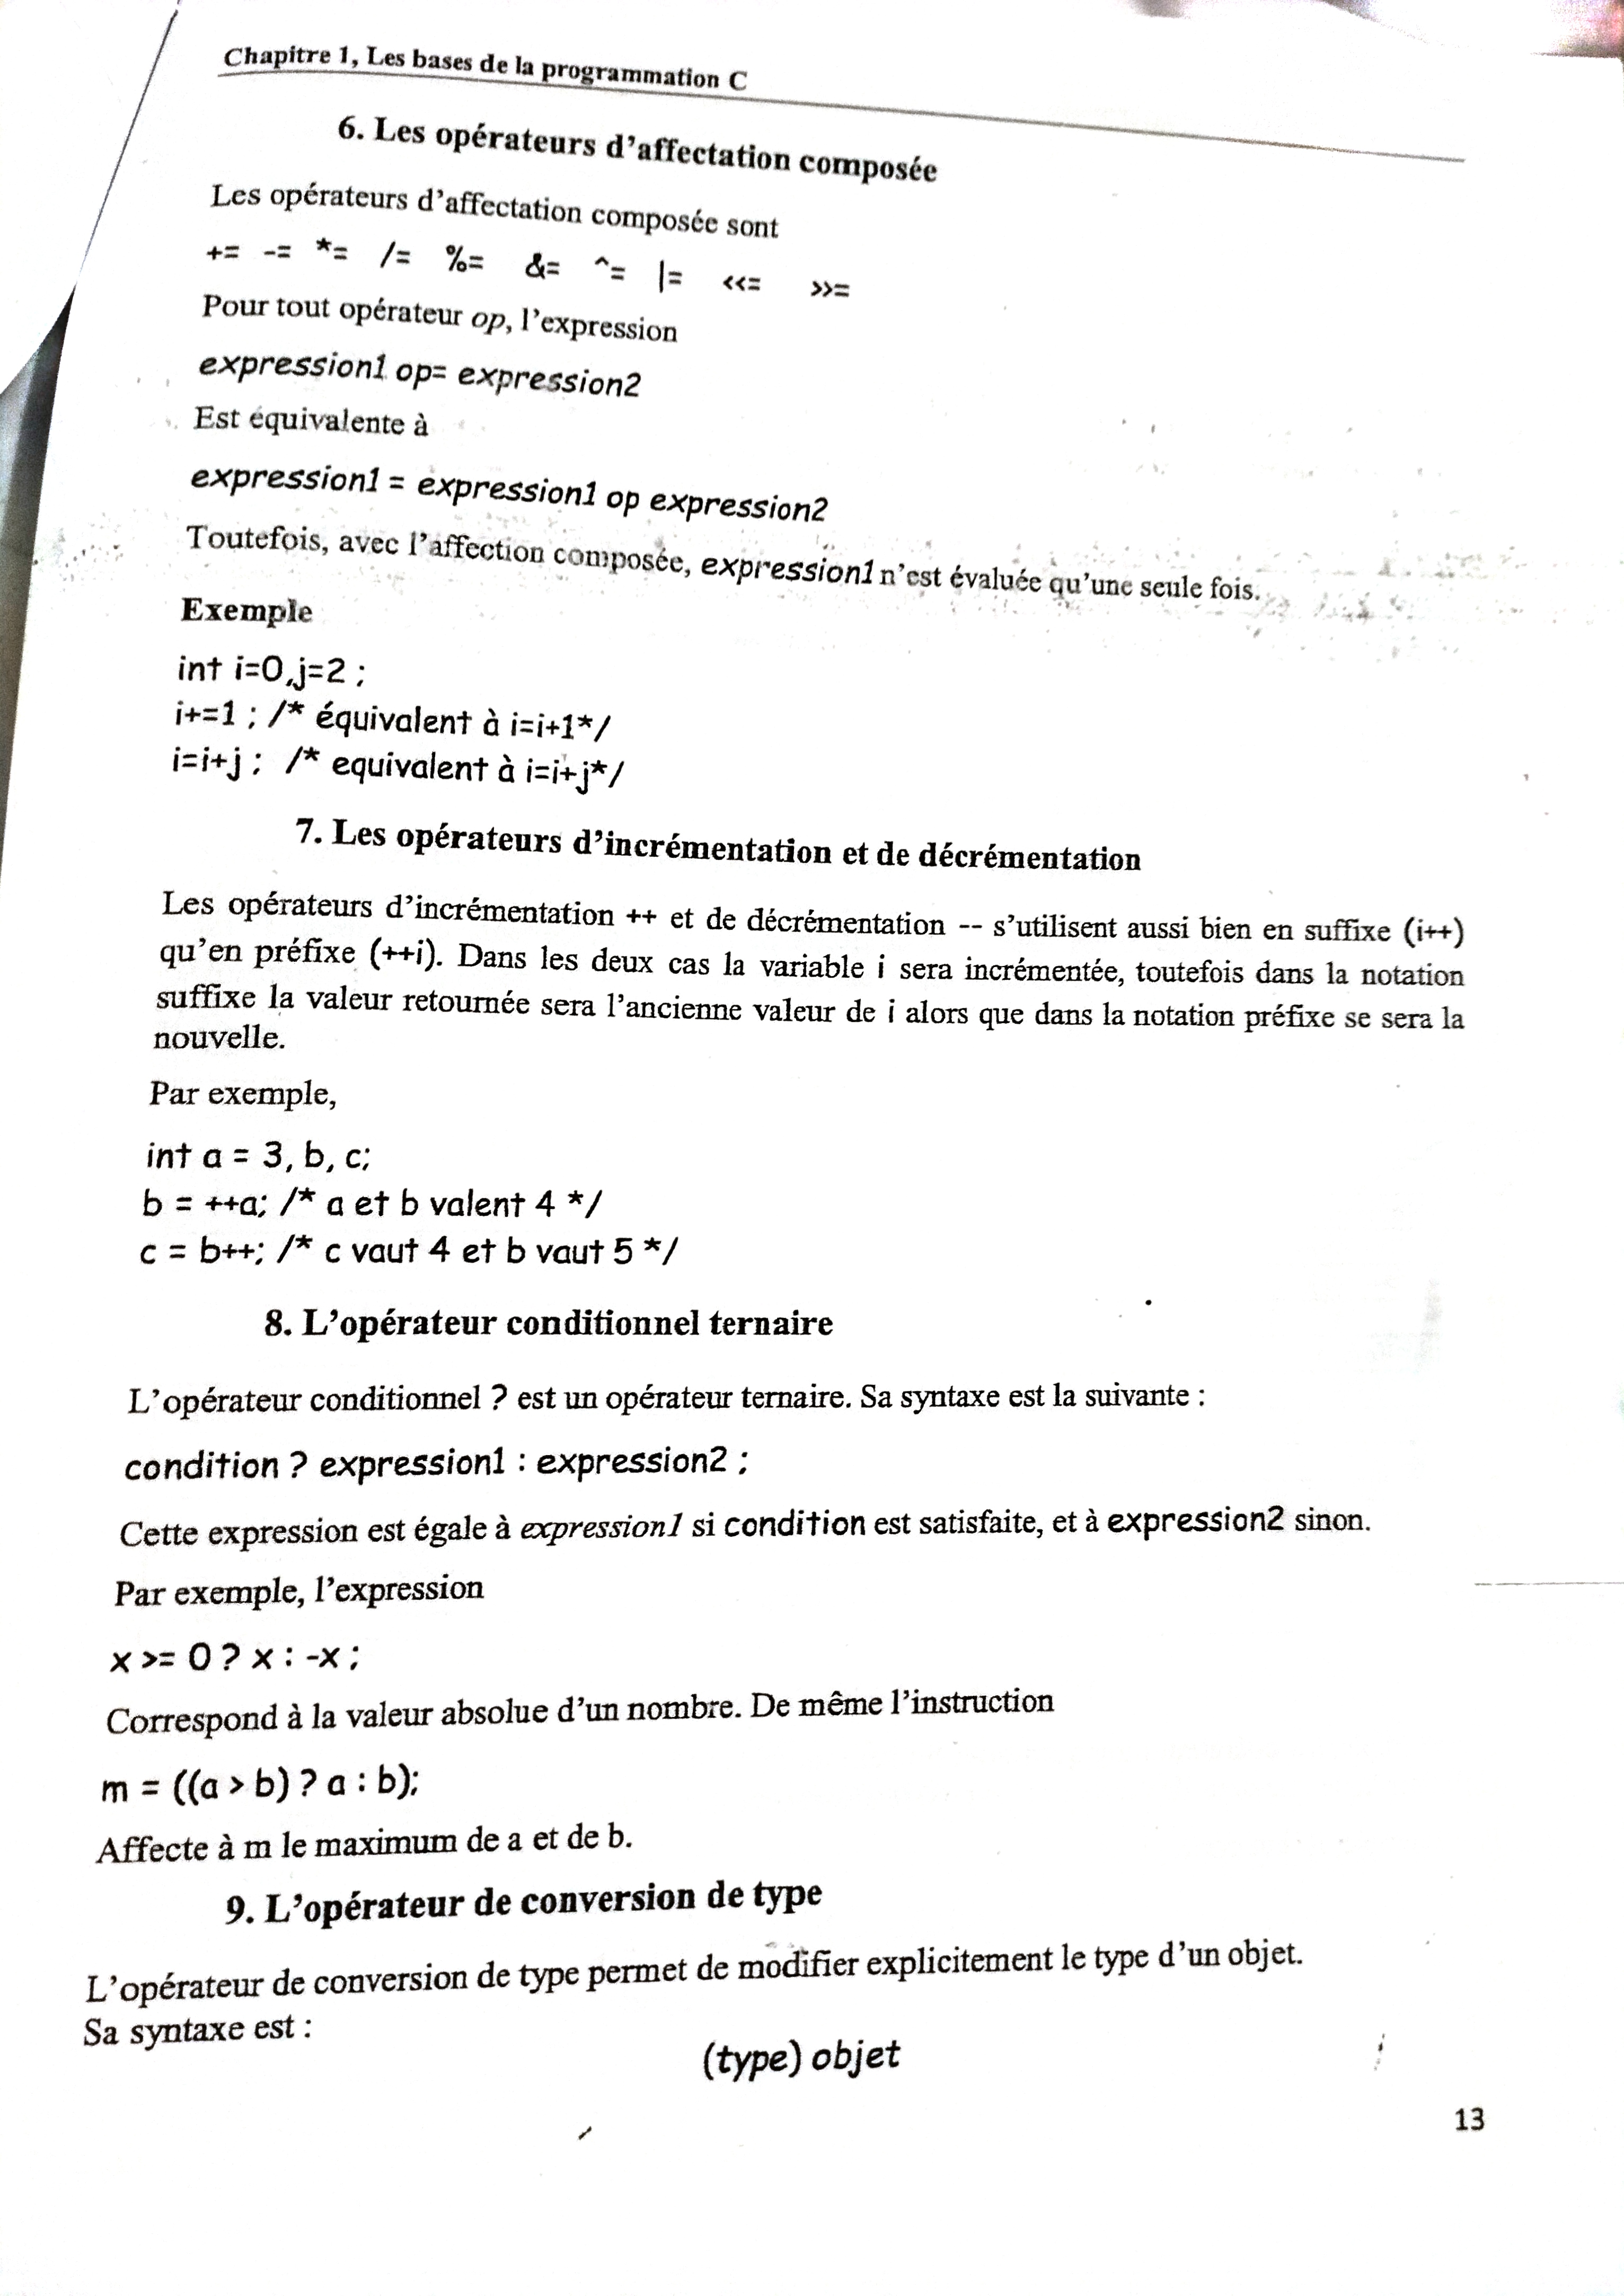 Chapitre 1, Les bases de la programmation C
6. Les opérateurs d'affectation composée
Les opérateurs d'affectation composée sont
+= -= *= /= %= &= ^= |= <<= >>=
Pour tout opérateur op, l'expression
expression1 op= expression2
Est équivalente à
expression1 = expression1 op expression2
Toutefois, avec l'affection composée, expression1 n'est évaluée qu'une seule fois.
Exemple
int i=0,j=2 ;
i+=1 ; /* équivalent à i=i+1*/
i=i+j ; /* equivalent à i=i+j*/
7. Les opérateurs d'incrémentation et de décrémentation
Les opérateurs d'incrémentation ++ et de décrémentation -- s'utilisent aussi bien en suffixe (i++)
qu'en préfixe (++i). Dans les deux cas la variable i sera incrémentée, toutefois dans la notation
suffixe la valeur retournée sera l'ancienne valeur de i alors que dans la notation préfixe se sera la
nouvelle.
Par exemple,
int a = 3, b, c;
b = ++a; /* a et b valent 4 */
c = b++; /* c vaut 4 et b vaut 5 */
8. L'opérateur conditionnel ternaire
L'opérateur conditionnel ? est un opérateur ternaire. Sa syntaxe est la suivante :
condition ? expression1 : expression2 ;
Cette expression est égale à expression1 si condition est satisfaite, et à expression2 sinon.
Par exemple, l'expression
x >= 0 ? x : -x ;
Correspond à la valeur absolue d'un nombre. De même l'instruction
m = ((a > b) ? a : b);
Affecte à m le maximum de a et de b.
9. L'opérateur de conversion de type
L'opérateur de conversion de type permet de modifier explicitement le type d'un objet.
Sa syntaxe est :
(type) objet
13